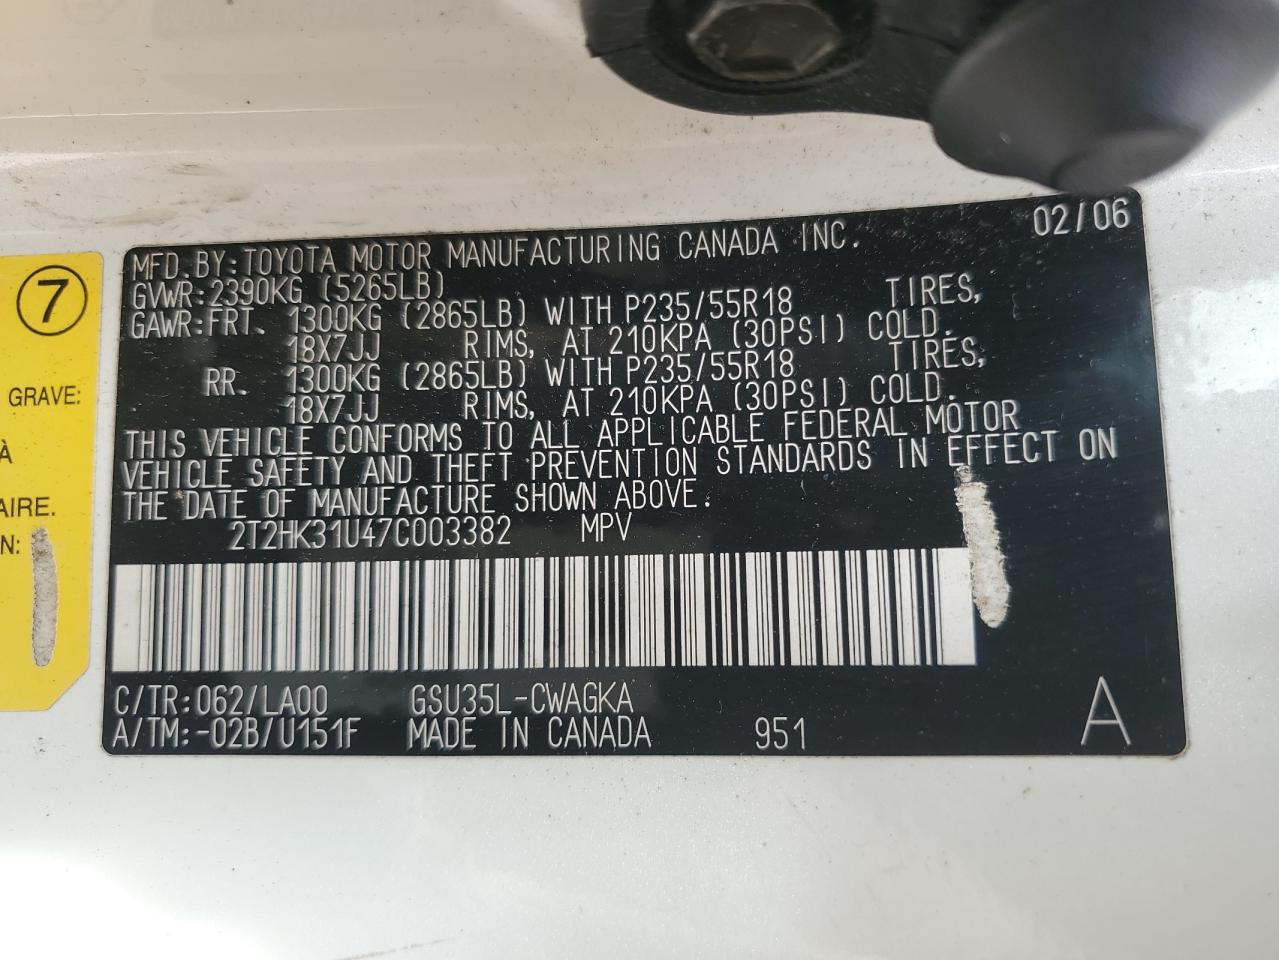 02/06
MFD.BY:TOYOTA MOTOR MANUFACTURING CANADA INC.
GVWR:2390KG (5265LB)
GAWR:FRT. 1300KG (2865LB) WITH P235/55R18 TIRES,
18X7JJ RIMS, AT 210KPA (30PSI) COLD.
RR. 1300KG (2865LB) WITH P235/55R18 TIRES,
18X7JJ RIMS, AT 210KPA (30PSI) COLD.
THIS VEHICLE CONFORMS TO ALL APPLICABLE FEDERAL MOTOR
VEHICLE SAFETY AND THEFT PREVENTION STANDARDS IN EFFECT ON
THE DATE OF MANUFACTURE SHOWN ABOVE.
2T2HK31U47C003382 MPV
C/TR:062/LA00 GSU35L-CWAGKA
A/TM:-02B/U151F MADE IN CANADA 951 A
7
GRAVE:
À
AIRE.
N: